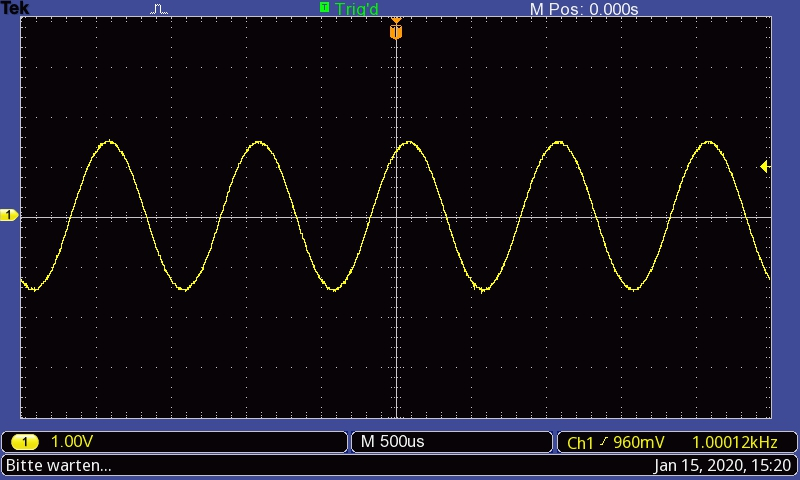 Tek T Trig'd M Pos: 0.000s
T
1
1 1.00V M 500us Ch1 960mV 1.00012kHz
Bitte warten... Jan 15, 2020, 15:20